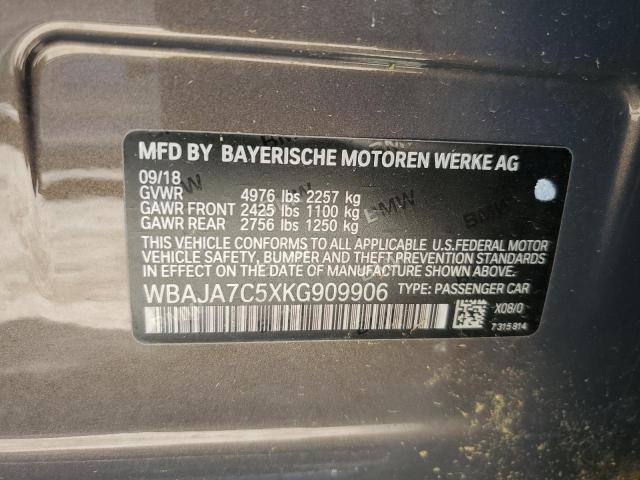 MFD BY BAYERISCHE MOTOREN WERKE AG
09/18
GVWR 4976 lbs 2257 kg
GAWR FRONT 2425 lbs 1100 kg
GAWR REAR 2756 lbs 1250 kg
THIS VEHICLE CONFORMS TO ALL APPLICABLE U.S.FEDERAL MOTOR
VEHICLE SAFETY, BUMPER AND THEFT PREVENTION STANDARDS
IN EFFECT ON THE DATE OF MANUFACTURE SHOWN ABOVE.
WBAJA7C5XKG909906 TYPE: PASSENGER CAR
X08/0
7315814